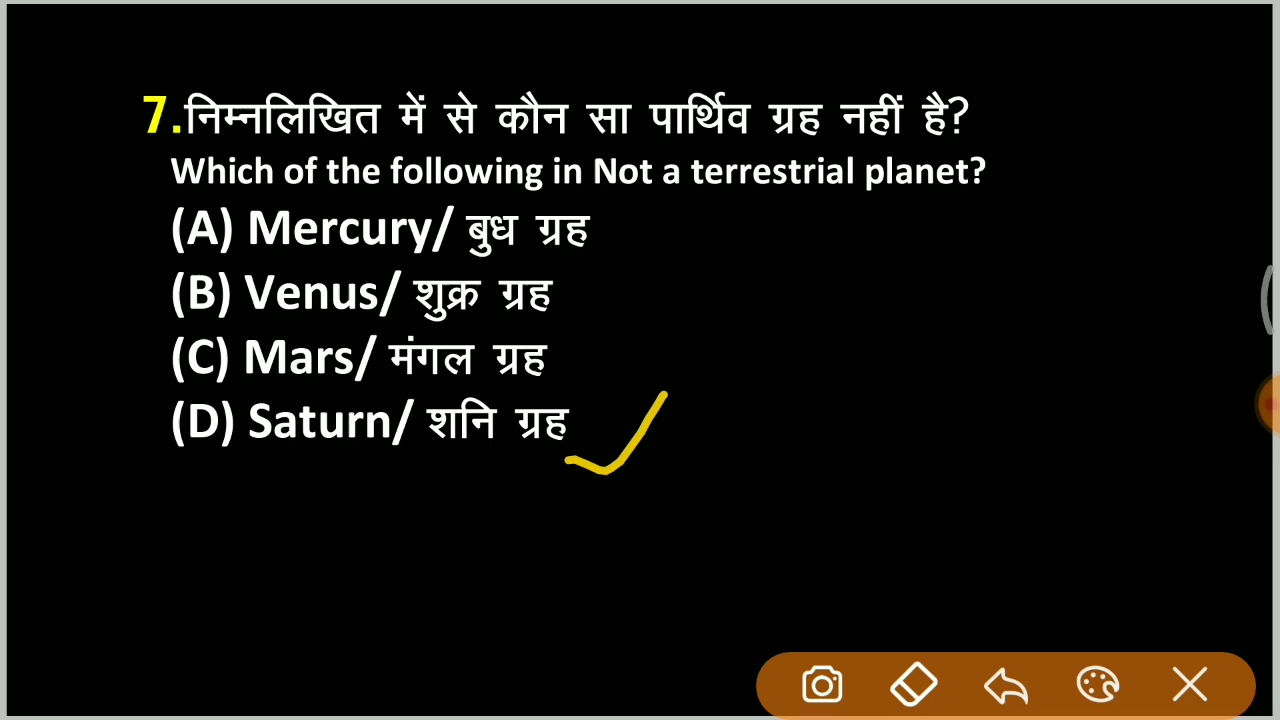 7.निम्नलिखित में से कौन सा पार्थिव ग्रह नहीं है?
Which of the following in Not a terrestrial planet?
(A) Mercury/ बुध ग्रह
(B) Venus/ शुक्र ग्रह
(C) Mars/ मंगल ग्रह
(D) Saturn/ शनि ग्रह